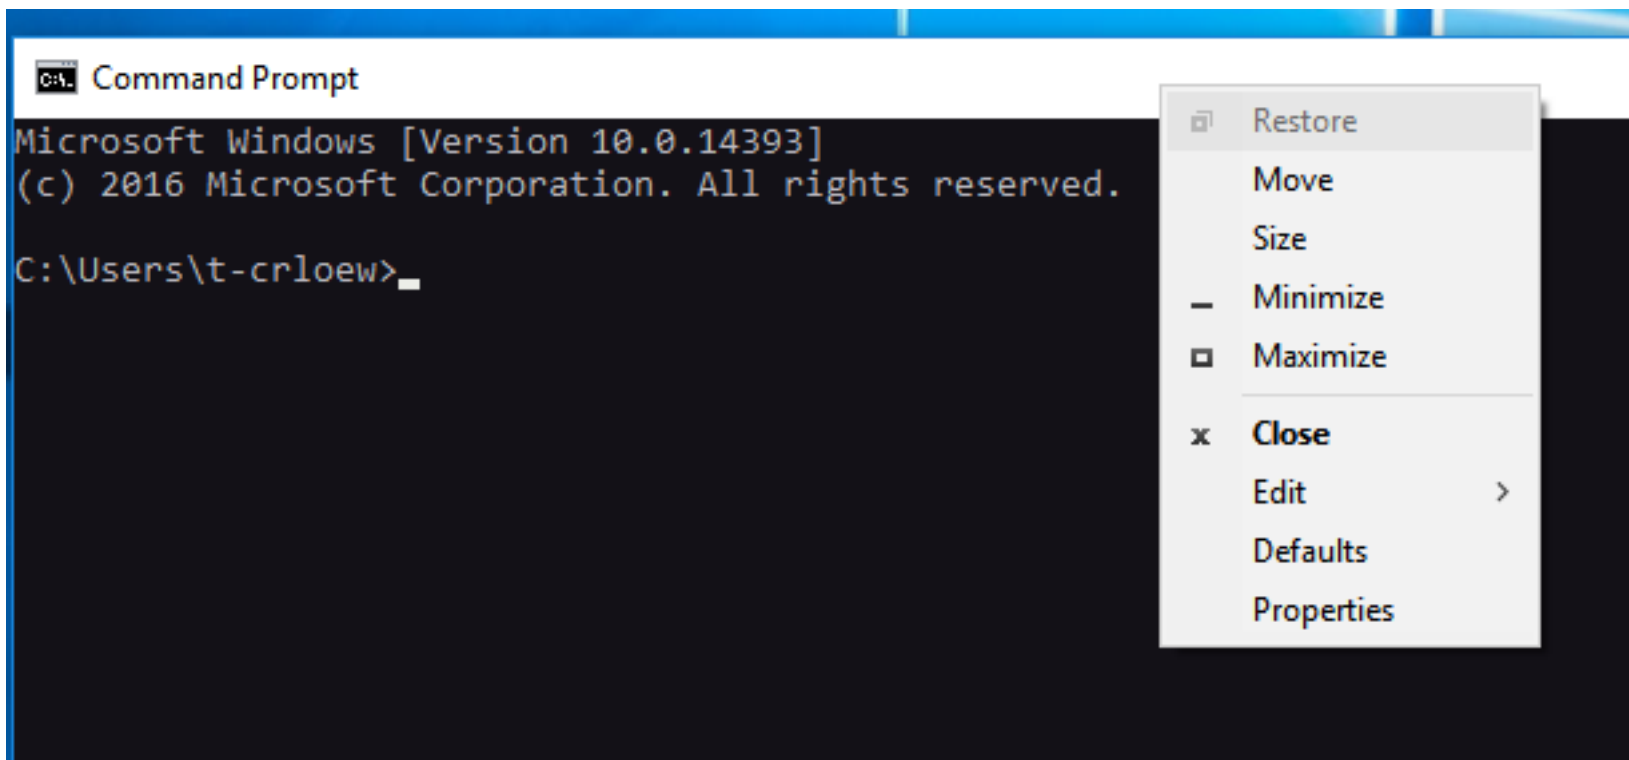 Command Prompt
Microsoft Windows [Version 10.0.14393]
(c) 2016 Microsoft Corporation. All rights reserved.
C:\Users\t-crloew>
Restore
Move
Size
Minimize
Maximize
Close
Edit
Defaults
Properties